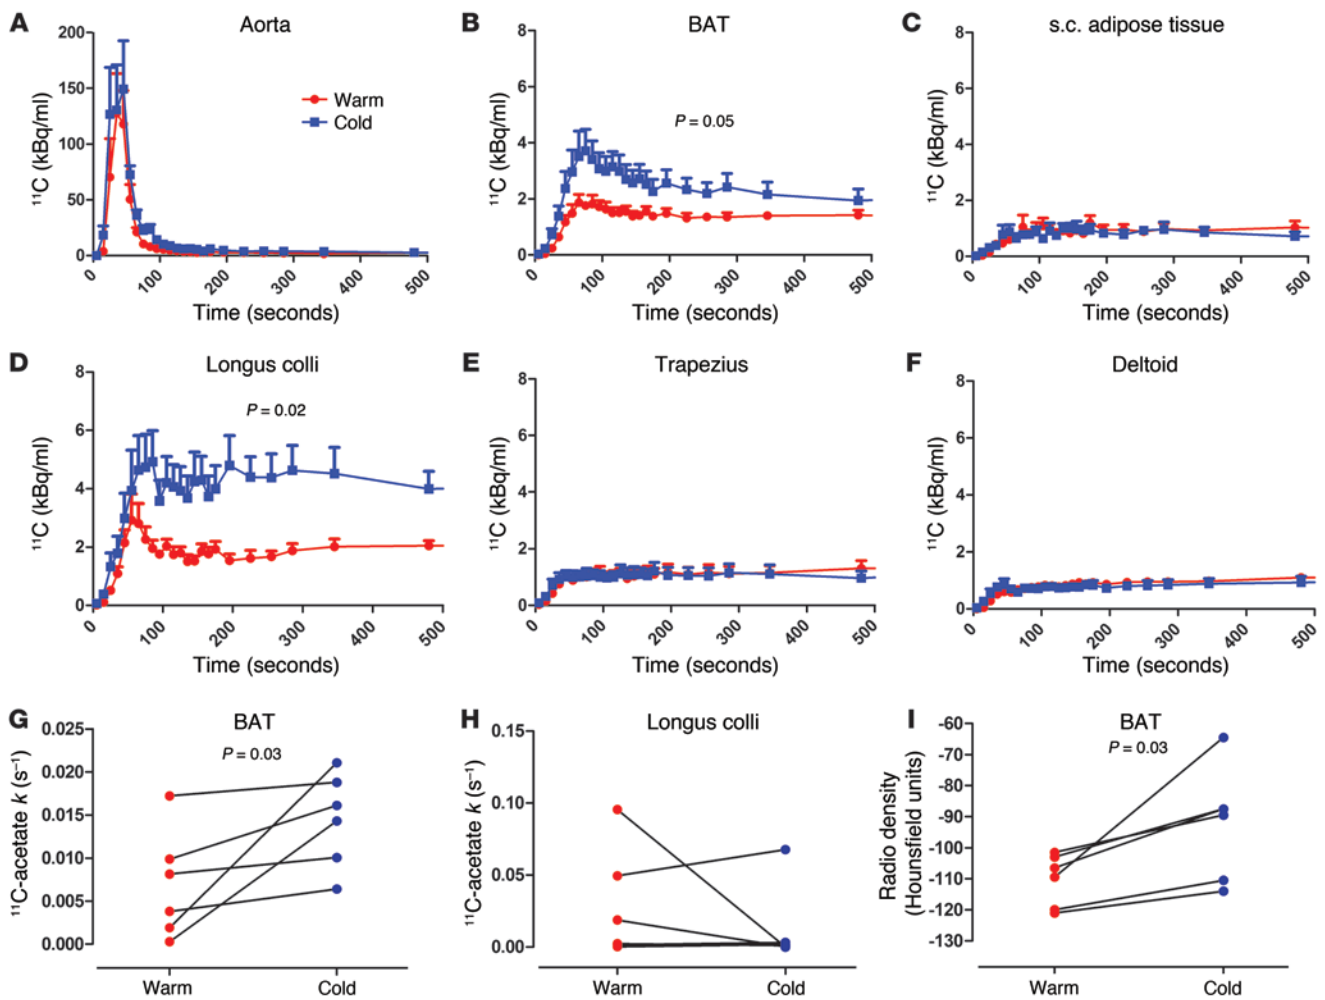 A Aorta
200
150
100
50
0
¹¹C (kBq/ml)
Warm
Cold
0 100 200 300 400 500
Time (seconds)
B BAT
8
6
4
2
0
¹¹C (kBq/ml)
P = 0.05
0 100 200 300 400 500
Time (seconds)
C s.c. adipose tissue
8
6
4
2
0
¹¹C (kBq/ml)
0 100 200 300 400 500
Time (seconds)
D Longus colli
8
6
4
2
0
¹¹C (kBq/ml)
P = 0.02
0 100 200 300 400 500
Time (seconds)
E Trapezius
8
6
4
2
0
¹¹C (kBq/ml)
0 100 200 300 400 500
Time (seconds)
F Deltoid
8
6
4
2
0
¹¹C (kBq/ml)
0 100 200 300 400 500
Time (seconds)
G BAT
P = 0.03
0.025
0.020
0.015
0.010
0.005
0.000
¹¹C-acetate k (s⁻¹)
Warm Cold
H Longus colli
0.15
0.10
0.05
0.00
¹¹C-acetate k (s⁻¹)
Warm Cold
I BAT
P = 0.03
-60
-70
-80
-90
-100
-110
-120
-130
Radio density
(Hounsfield units)
Warm Cold